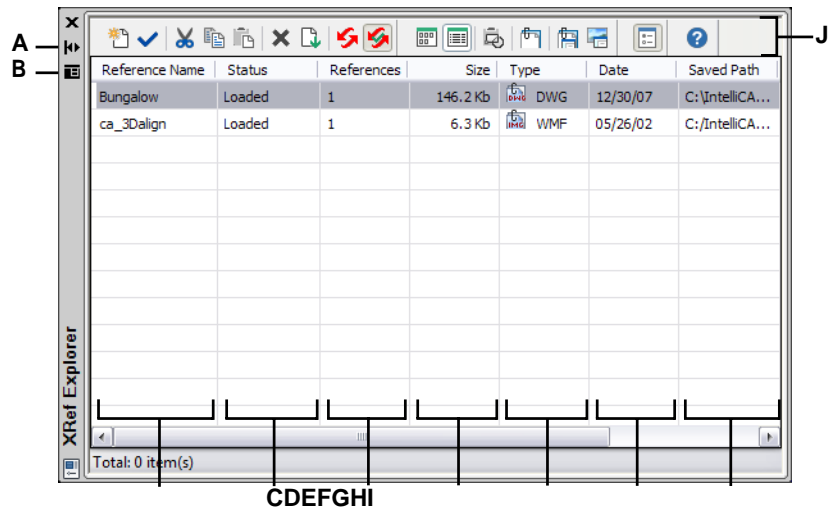 A
B
J
Reference Name Status References Size Type Date Saved Path
Bungalow Loaded 1 146.2 Kb DWG 12/30/07 C:\IntelliCA...
ca_3Dalign Loaded 1 6.3 Kb WMF 05/26/02 C:/IntelliCA...
XRef Explorer
Total: 0 item(s)
CDEFGHI